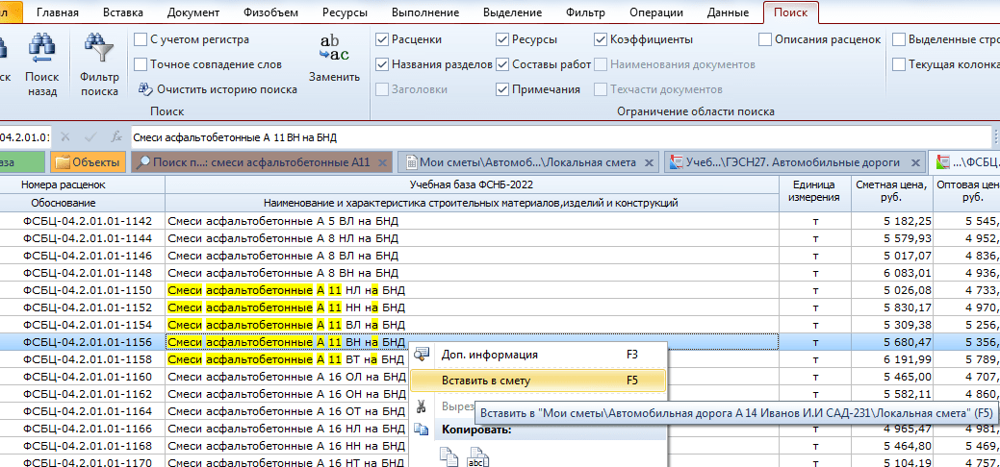 Главная Вставка Документ Физобъем Ресурсы Выполнение Выделение Фильтр Операции Данные Поиск
С учетом регистра
Точное совпадение слов
Очистить историю поиска
Поиск назад
Фильтр поиска
Заменить
Поиск
Расценки Ресурсы Коэффициенты Описания расценок Выделенные стро
Названия разделов Составы работ Наименования документов Текущая колонка
Заголовки Примечания Техчасти документов
Ограничение области поиска
04.2.01.01 Смеси асфальтобетонные А 11 ВН на БНД
аза Объекты Поиск п...: смеси асфальтобетонные А11 Мои сметы\Автомоб...\Локальная смета Учеб...\ГЭСН27. Автомобильные дороги ...\ФСБЦ.
Номера расценок Учебная база ФСНБ-2022 Единица измерения Сметная цена, руб. Оптовая цена, руб.
Обоснование Наименование и характеристика строительных материалов,изделий и конструкций
ФСБЦ-04.2.01.01-1142 Смеси асфальтобетонные А 5 ВЛ на БНД т 5 182,25 5 545,
ФСБЦ-04.2.01.01-1144 Смеси асфальтобетонные А 8 НЛ на БНД т 5 579,93 4 952,
ФСБЦ-04.2.01.01-1146 Смеси асфальтобетонные А 8 ВЛ на БНД т 5 017,07 4 836,
ФСБЦ-04.2.01.01-1148 Смеси асфальтобетонные А 8 ВН на БНД т 6 083,01 4 936,
ФСБЦ-04.2.01.01-1150 Смеси асфальтобетонные А 11 НЛ на БНД т 5 026,08 4 733,
ФСБЦ-04.2.01.01-1152 Смеси асфальтобетонные А 11 НН на БНД т 5 830,17 4 970,
ФСБЦ-04.2.01.01-1154 Смеси асфальтобетонные А 11 ВЛ на БНД т 5 309,38 5 256,
ФСБЦ-04.2.01.01-1156 Смеси асфальтобетонные А 11 ВН на БНД т 5 680,47 5 356,
ФСБЦ-04.2.01.01-1158 Смеси асфальтобетонные А 11 ВТ на БНД т 6 191,99 5 789,
ФСБЦ-04.2.01.01-1160 Смеси асфальтобетонные А 16 ОЛ на БНД т 5 465,00 4 707,
ФСБЦ-04.2.01.01-1162 Смеси асфальтобетонные А 16 ОН на БНД т 5 582,11 4 860,
ФСБЦ-04.2.01.01-1164 Смеси асфальтобетонные А 16 ОТ на БНД
ФСБЦ-04.2.01.01-1166 Смеси асфальтобетонные А 16 НЛ на БНД т 4 965,47 4 981,
ФСБЦ-04.2.01.01-1168 Смеси асфальтобетонные А 16 НН на БНД т 5 464,80 5 469,
ФСБЦ-04.2.01.01-1170 Смеси асфальтобетонные А 16 НТ на БНД т 5 104,19 4 757,
Доп. информация F3
Вставить в смету F5
Вырез
Вставить в "Мои сметы\Автомобильная дорога А 14 Иванов И.И САД-231\Локальная смета" (F5)
Копировать:
abc